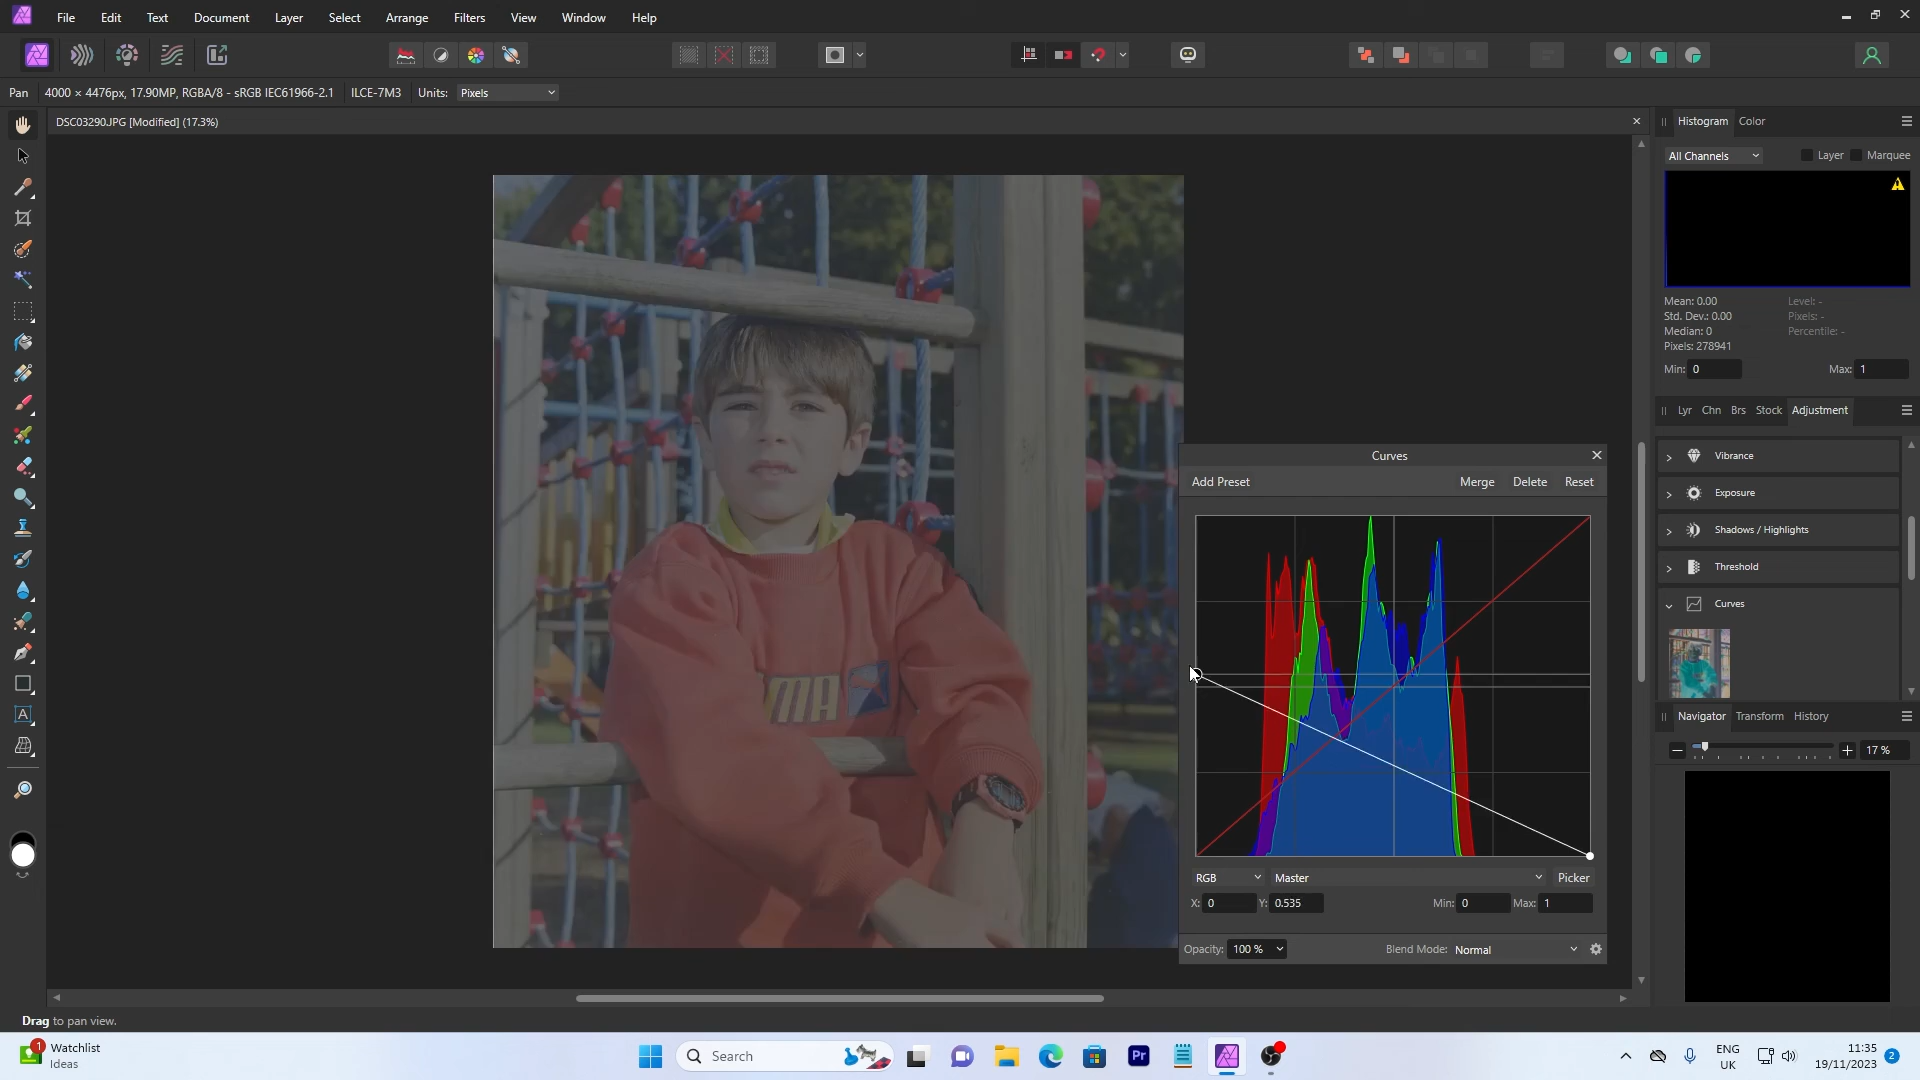 File Edit Text Document Layer Select Arrange Filters View Window Help
Pan 4000 × 4476px, 17.90MP, RGBA/8 - sRGB IEC61966-2.1 ILCE-7M3 Units: Pixels
DSC03290.JPG [Modified] (17.3%)
Histogram Color
All Channels Layer Marquee
Mean: 0.00 Level: -
Std. Dev.: 0.00 Pixels: -
Median: 0 Percentile: -
Pixels: 278941
Min: 0 Max: 1
Lyr Chn Brs Stock Adjustment
Vibrance
Exposure
Shadows / Highlights
Threshold
Curves
Curves
Add Preset Merge Delete Reset
RGB Master Picker
X: 0 Y: 0.535 Min: 0 Max: 1
Opacity: 100 % Blend Mode: Normal
Navigator Transform History
17 %
MA
A
Drag to pan view.
1 Watchlist
Ideas
Search
Pr
ENG
UK
11:35
19/11/2023
2